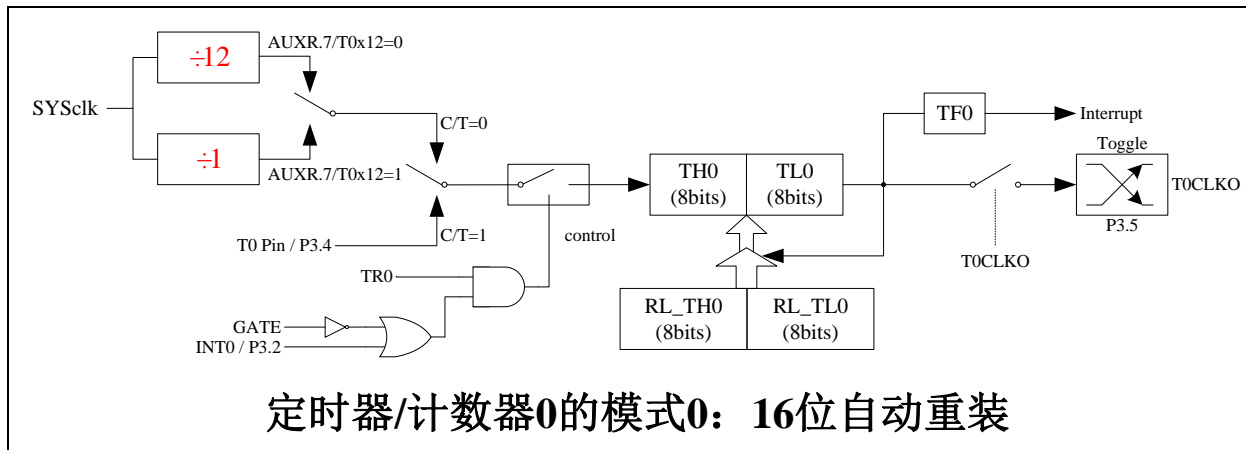 ÷12
AUXR.7/T0x12=0
SYSclk
÷1
AUXR.7/T0x12=1
C/T=0
T0 Pin / P3.4
C/T=1
control
TR0
GATE
INT0 / P3.2
TH0
(8bits)
TL0
(8bits)
RL_TH0
(8bits)
RL_TL0
(8bits)
TF0
Interrupt
Toggle
T0CLKO
P3.5
T0CLKO
定时器/计数器0的模式0：16位自动重装